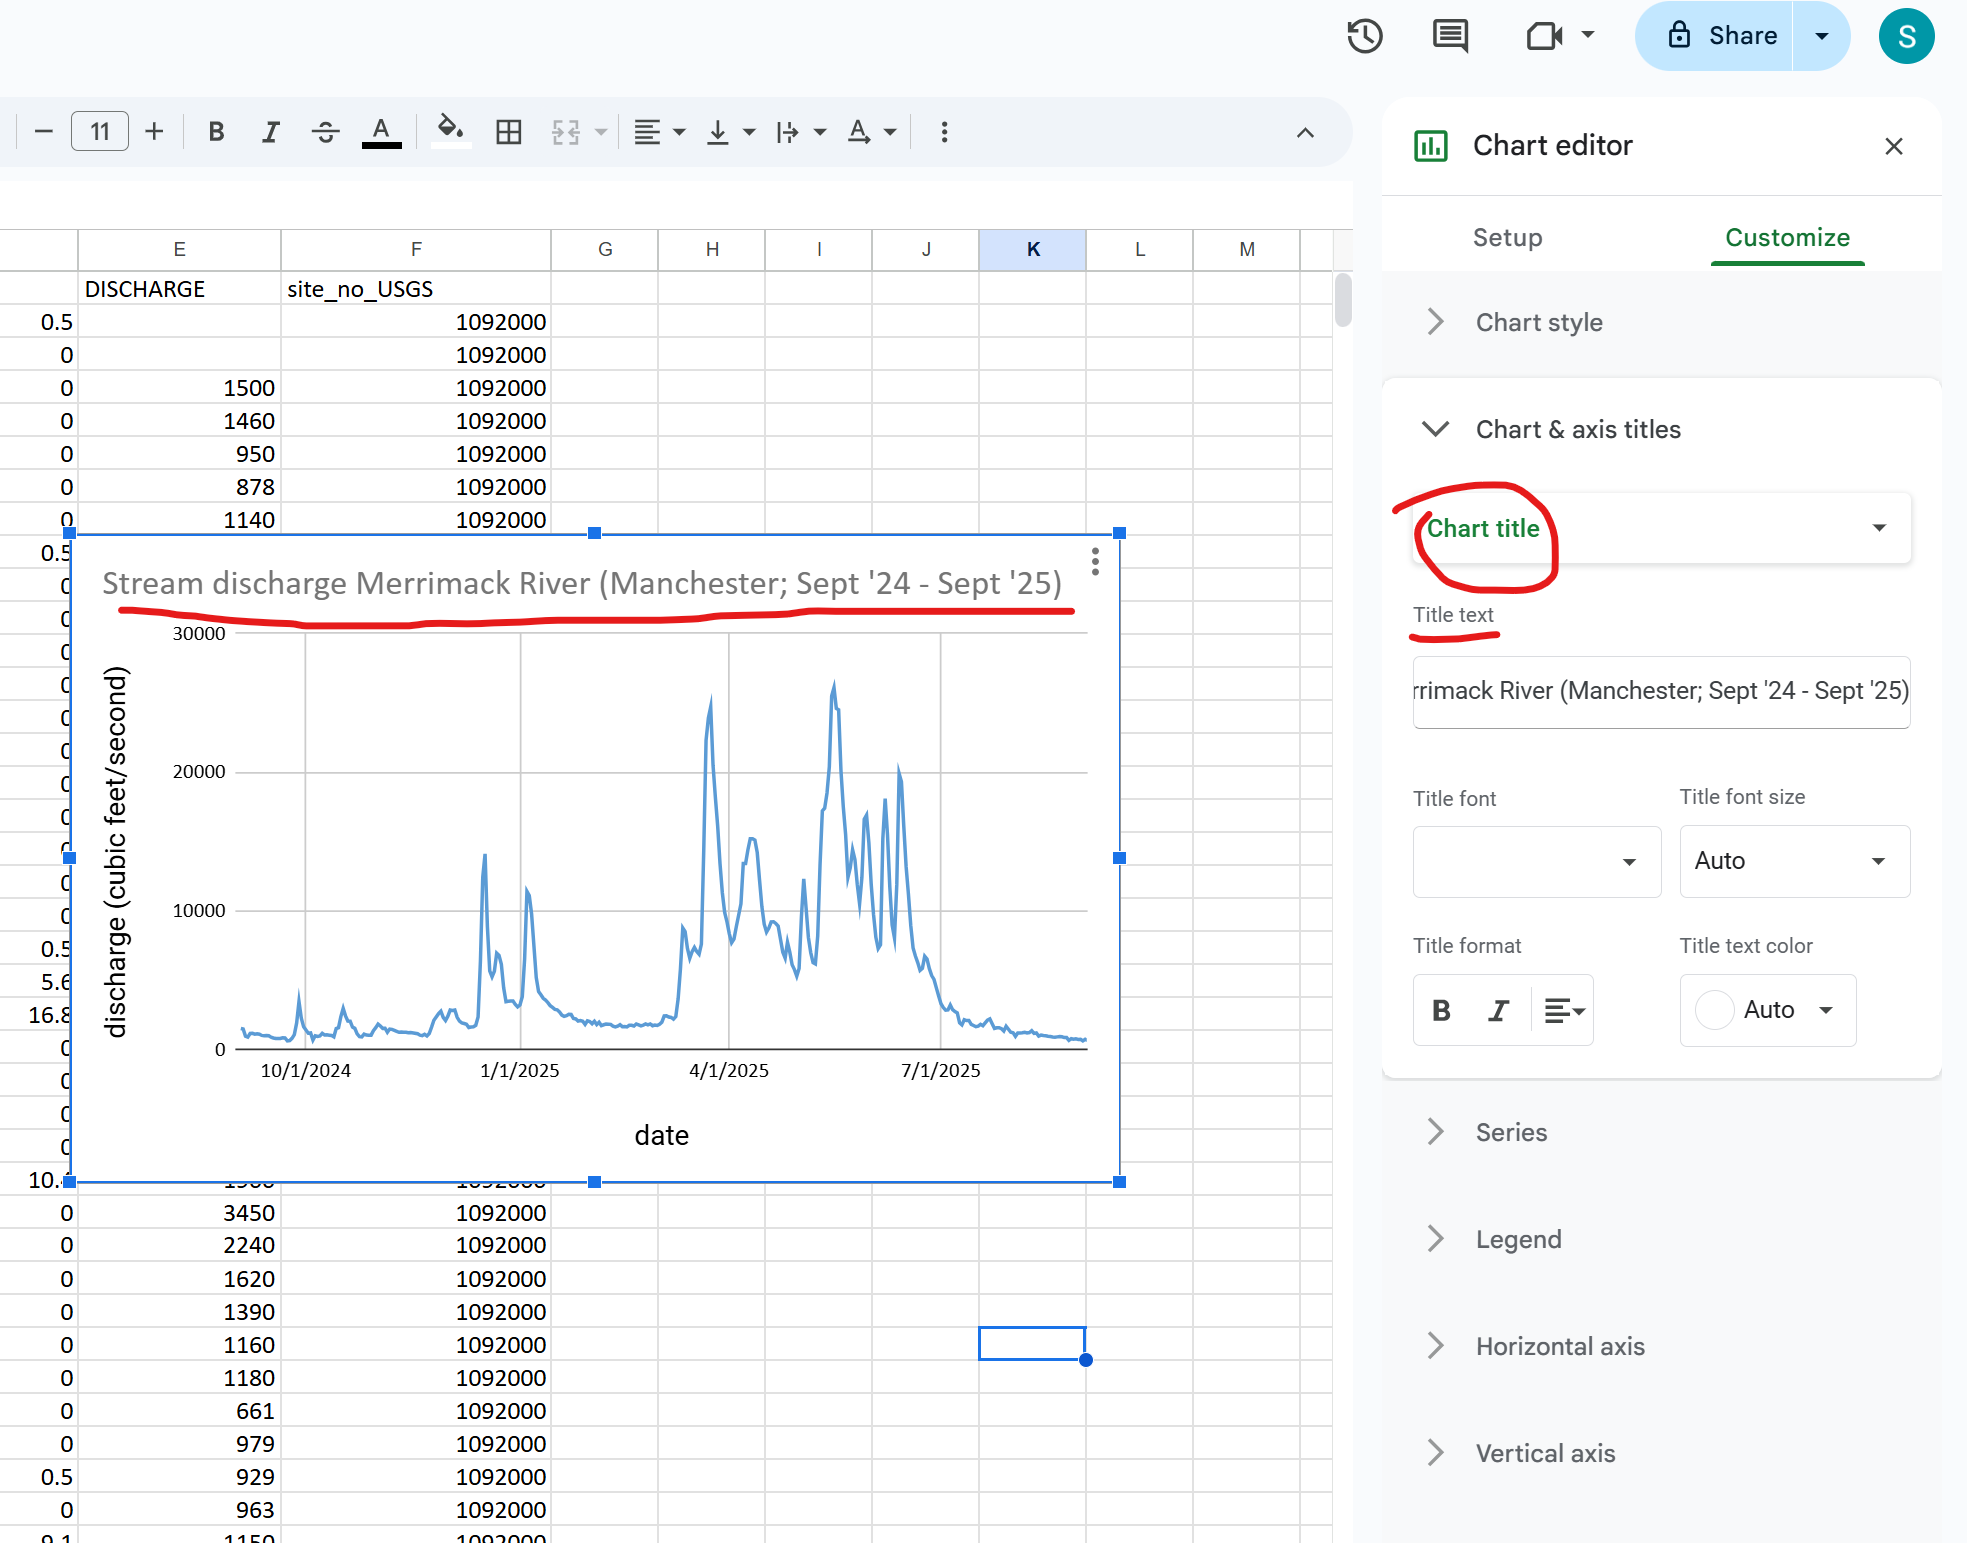 Share
S
11
B
I
A
A
Chart editor
Setup
Customize
E F G H I J K L M
DISCHARGE site_no_USGS
0.5 1092000
0 1092000
0 1500 1092000
0 1460 1092000
0 950 1092000
0 878 1092000
0 1140 1092000
0.5
0
0
0
0
0
0
0
0
0
0
0
0.5
5.6
16.8
0
0
0
0
10.
0 3450 1092000
0 2240 1092000
0 1620 1092000
0 1390 1092000
0 1160 1092000
0 1180 1092000
0 661 1092000
0 979 1092000
0.5 929 1092000
0 963 1092000
9.1 1150 1092000
Stream discharge Merrimack River (Manchester; Sept '24 - Sept '25)
discharge (cubic feet/second)
30000
20000
10000
0
10/1/2024 1/1/2025 4/1/2025 7/1/2025
date
Chart style
Chart & axis titles
Chart title
Title text
rrimack River (Manchester; Sept '24 - Sept '25)
Title font
Title font size
Auto
Title format
Title text color
B I
Auto
Series
Legend
Horizontal axis
Vertical axis